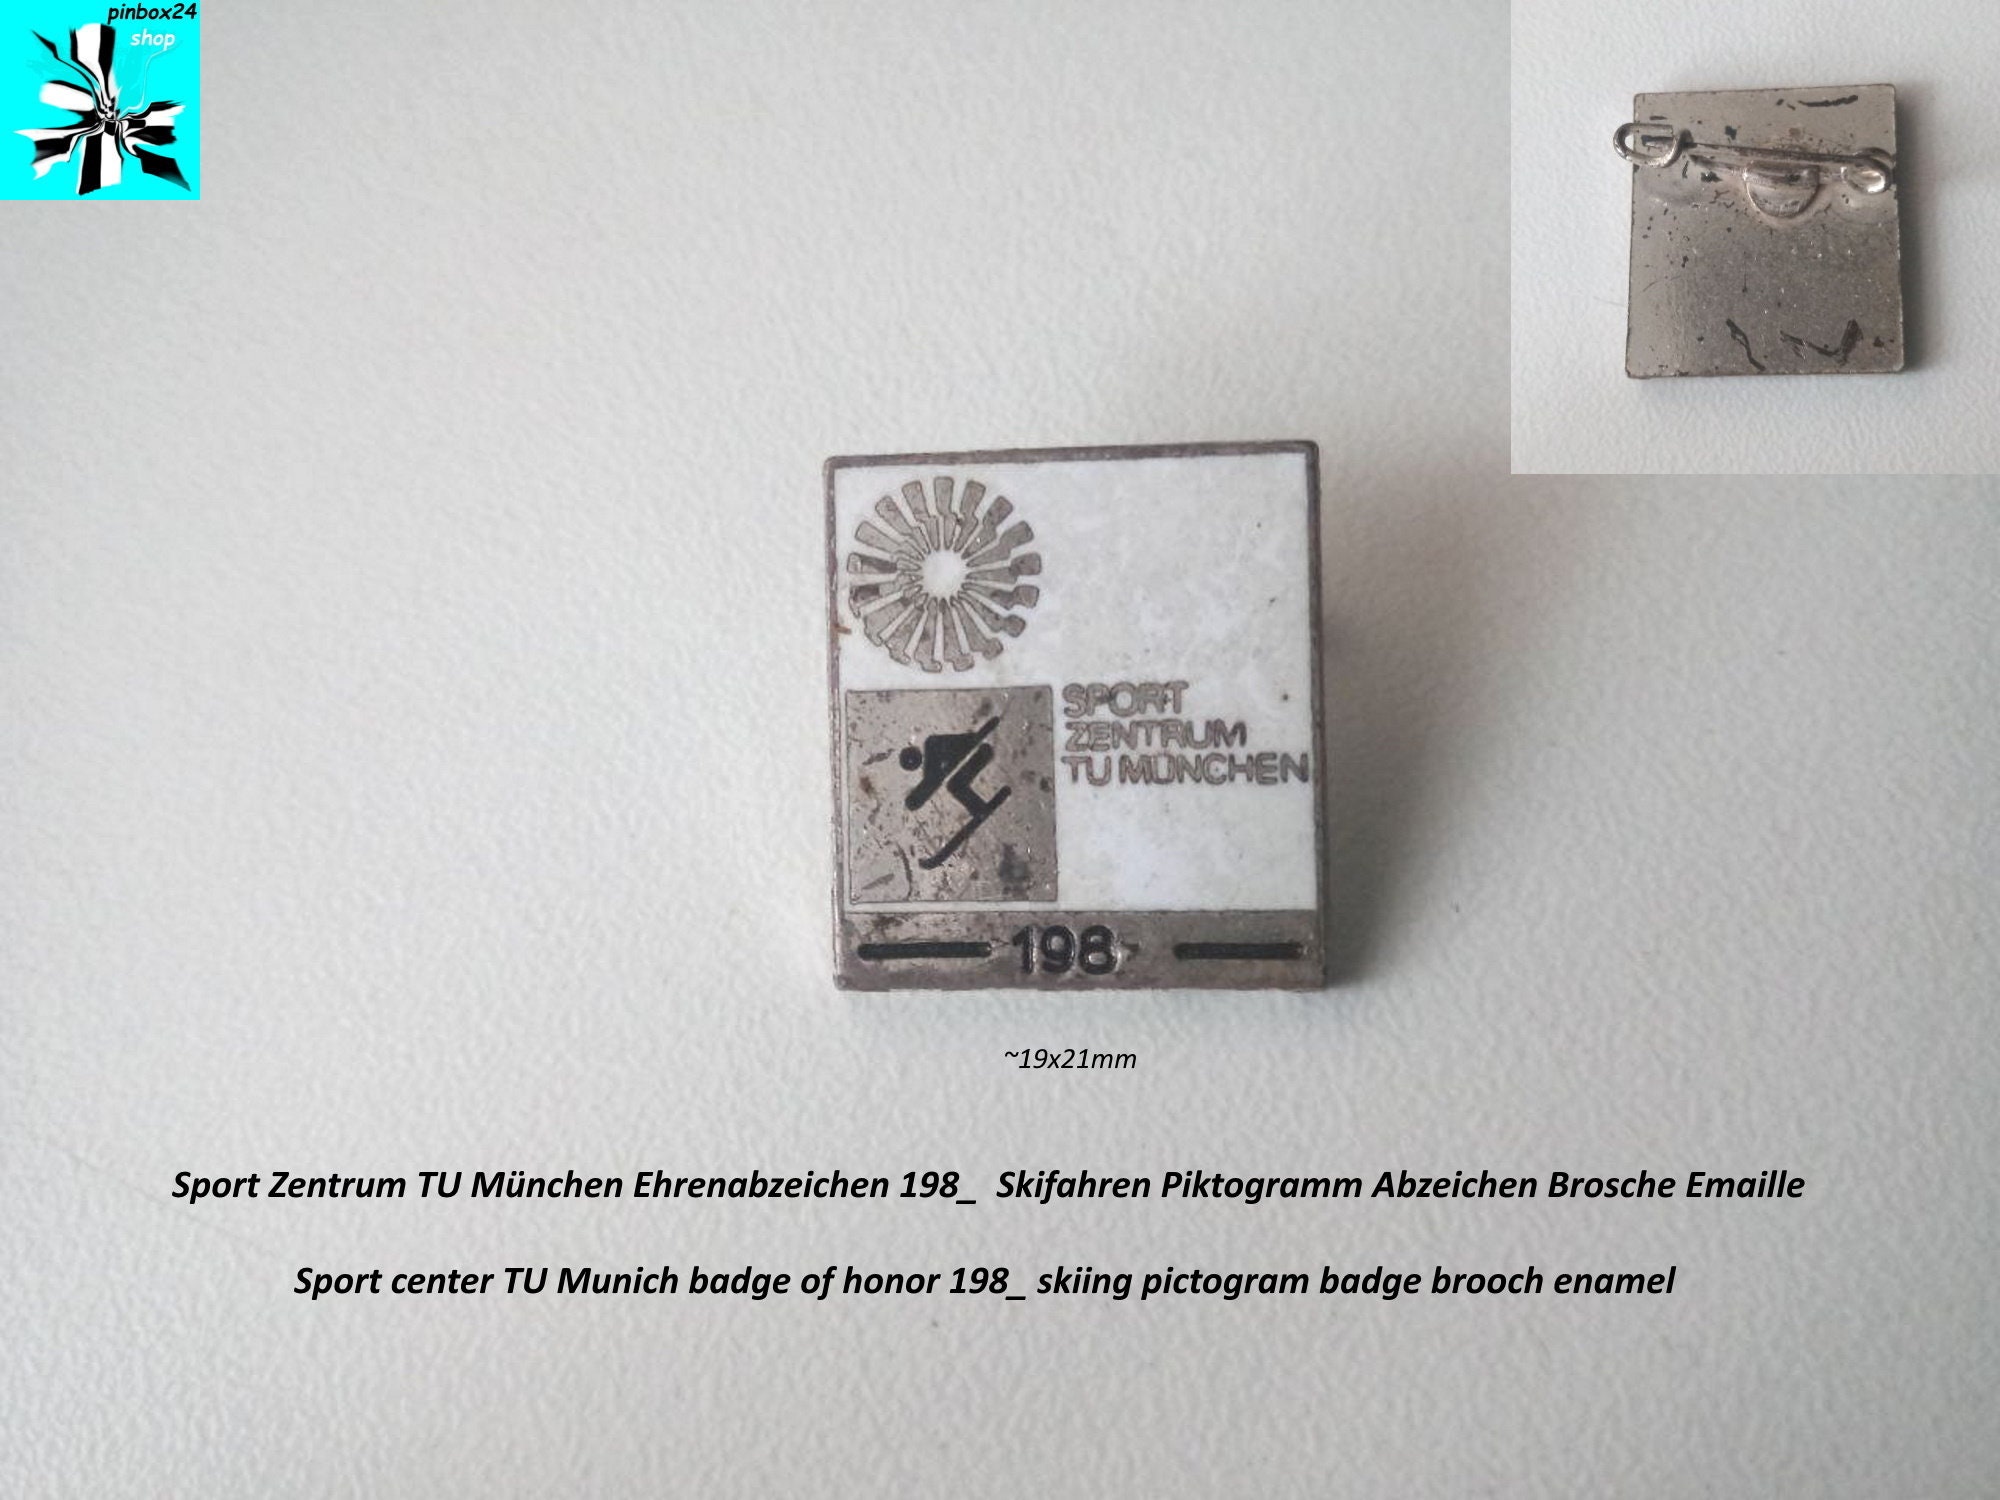 pinbox24
shop
SPORT
ZENTRUM
TU MÜNCHEN
198
~19x21mm
Sport Zentrum TU München Ehrenabzeichen 198_ Skifahren Piktogramm Abzeichen Brosche Emaille
Sport center TU Munich badge of honor 198_ skiing pictogram badge brooch enamel